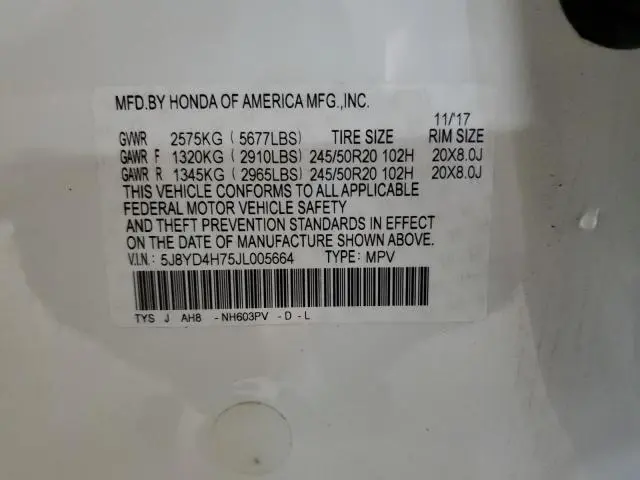 MFD.BY HONDA OF AMERICA MFG.,INC.
11/'17
GVWR 2575KG ( 5677LBS) TIRE SIZE RIM SIZE
GAWR F 1320KG ( 2910LBS) 245/50R20 102H 20X8.0J
GAWR R 1345KG ( 2965LBS) 245/50R20 102H 20X8.0J
THIS VEHICLE CONFORMS TO ALL APPLICABLE
FEDERAL MOTOR VEHICLE SAFETY
AND THEFT PREVENTION STANDARDS IN EFFECT
ON THE DATE OF MANUFACTURE SHOWN ABOVE.
V.I.N.: 5J8YD4H75JL005664 TYPE: MPV
TYS J AH8 - NH603PV - D - L